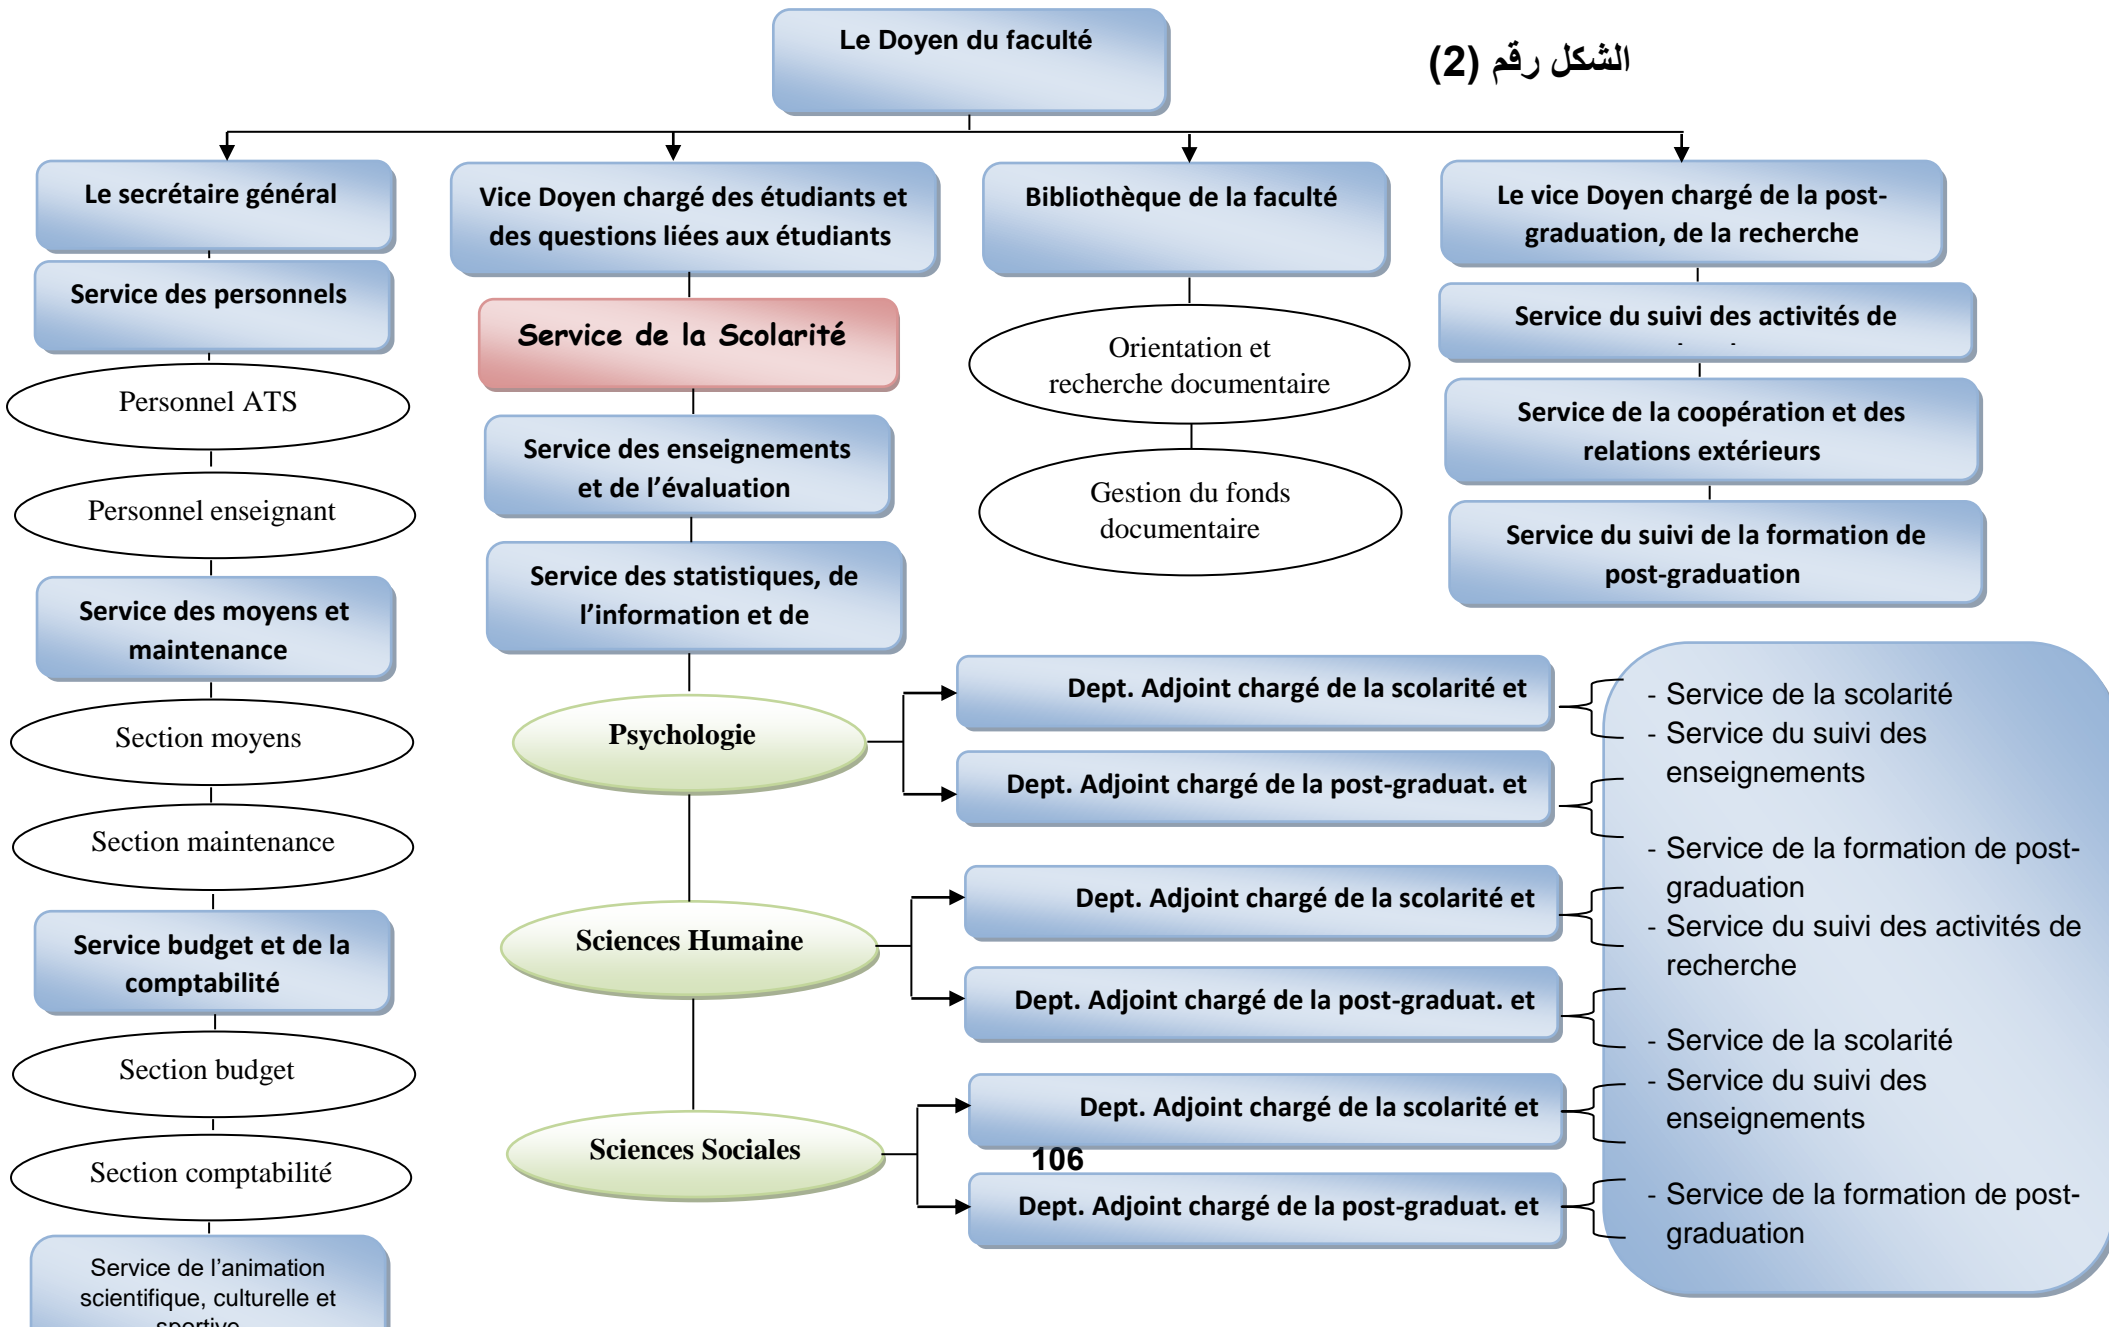 Le Doyen du faculté
الشكل رقم (2)
Le secrétaire général
Service des personnels
Personnel ATS
Personnel enseignant
Service des moyens et
maintenance
Section moyens
Section maintenance
Service budget et de la
comptabilité
Section budget
Section comptabilité
Service de l'animation
scientifique, culturelle et
sportive
Vice Doyen chargé des étudiants et
des questions liées aux étudiants
Service de la Scolarité
Service des enseignements
et de l'évaluation
Service des statistiques, de
l'information et de
Bibliothèque de la faculté
Orientation et
recherche documentaire
Gestion du fonds
documentaire
Le vice Doyen chargé de la post-
graduation, de la recherche
Service du suivi des activités de
Service de la coopération et des
relations extérieurs
Service du suivi de la formation de
post-graduation
Psychologie
Dept. Adjoint chargé de la scolarité et
Dept. Adjoint chargé de la post-graduat. et
Sciences Humaine
Dept. Adjoint chargé de la scolarité et
Dept. Adjoint chargé de la post-graduat. et
Sciences Sociales
Dept. Adjoint chargé de la scolarité et
106
Dept. Adjoint chargé de la post-graduat. et
- Service de la scolarité
- Service du suivi des
enseignements
- Service de la formation de post-
graduation
- Service du suivi des activités de
recherche
- Service de la scolarité
- Service du suivi des
enseignements
- Service de la formation de post-
graduation